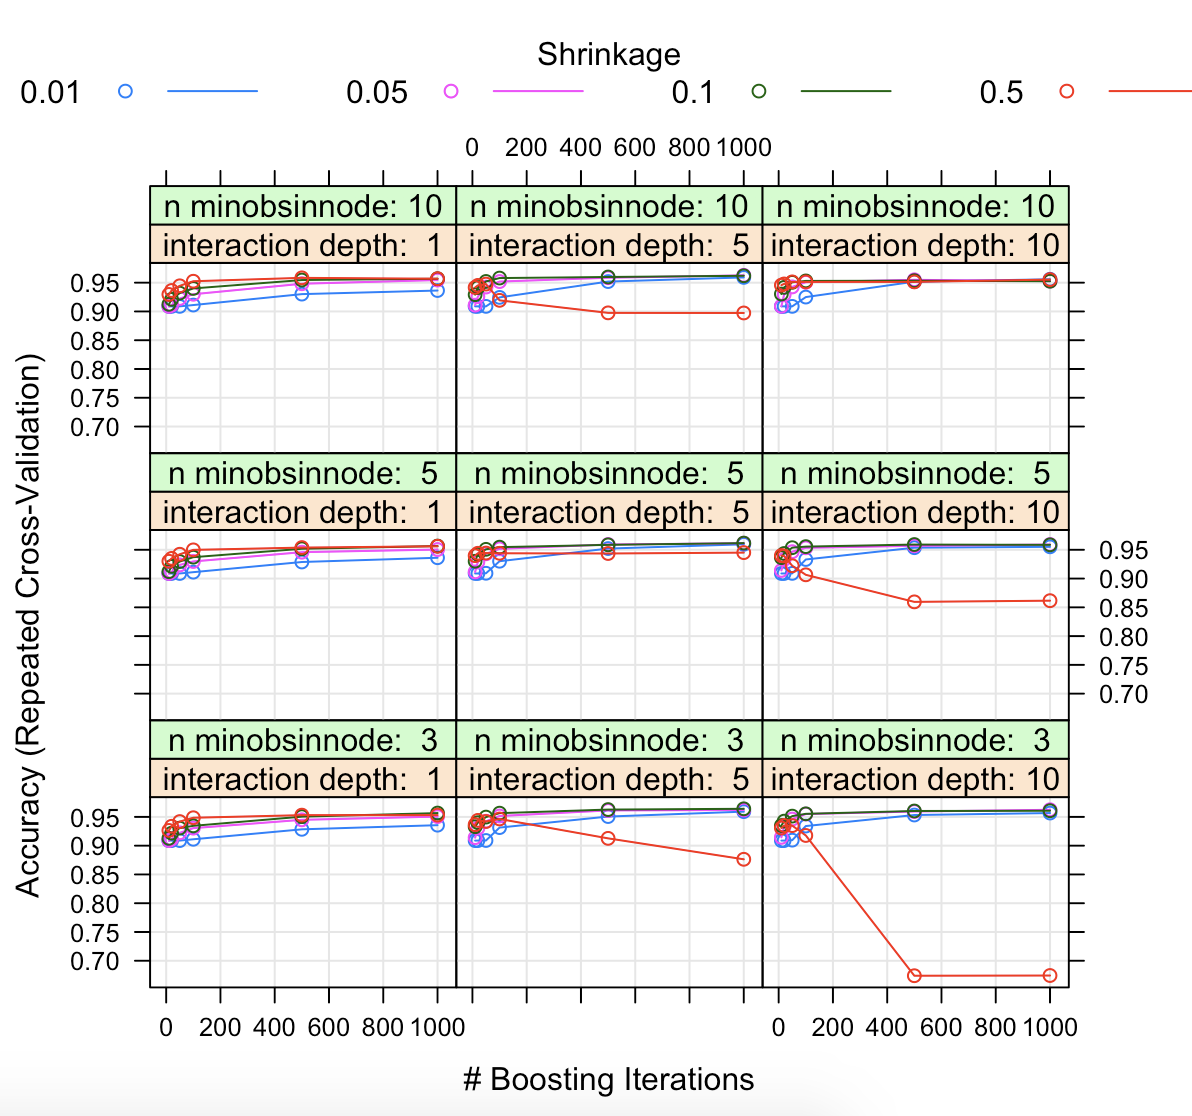 Shrinkage
0.01 0.05 0.1 0.5
0 200 400 600 800 1000
n minobsinnode: 10 n minobsinnode: 10 n minobsinnode: 10
interaction depth: 1 interaction depth: 5 interaction depth: 10
0.95
0.90
0.85
0.80
0.75
0.70
n minobsinnode: 5 n minobsinnode: 5 n minobsinnode: 5
interaction depth: 1 interaction depth: 5 interaction depth: 10
0.95
0.90
0.85
0.80
0.75
0.70
n minobsinnode: 3 n minobsinnode: 3 n minobsinnode: 3
interaction depth: 1 interaction depth: 5 interaction depth: 10
0.95
0.90
0.85
0.80
0.75
0.70
0 200 400 600 800 1000 0 200 400 600 800 1000
Accuracy (Repeated Cross-Validation)
# Boosting Iterations